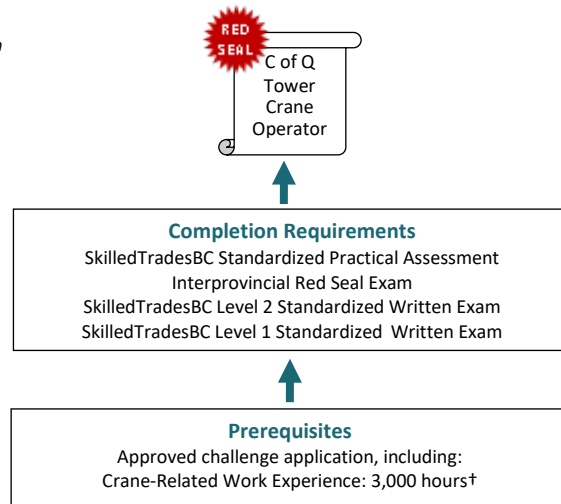 RED
SEAL
C of Q
Tower
Crane
Operator
Completion Requirements
SkilledTradesBC Standardized Practical Assessment
Interprovincial Red Seal Exam
SkilledTradesBC Level 2 Standardized Written Exam
SkilledTradesBC Level 1 Standardized Written Exam
Prerequisites
Approved challenge application, including:
Crane-Related Work Experience: 3,000 hours†